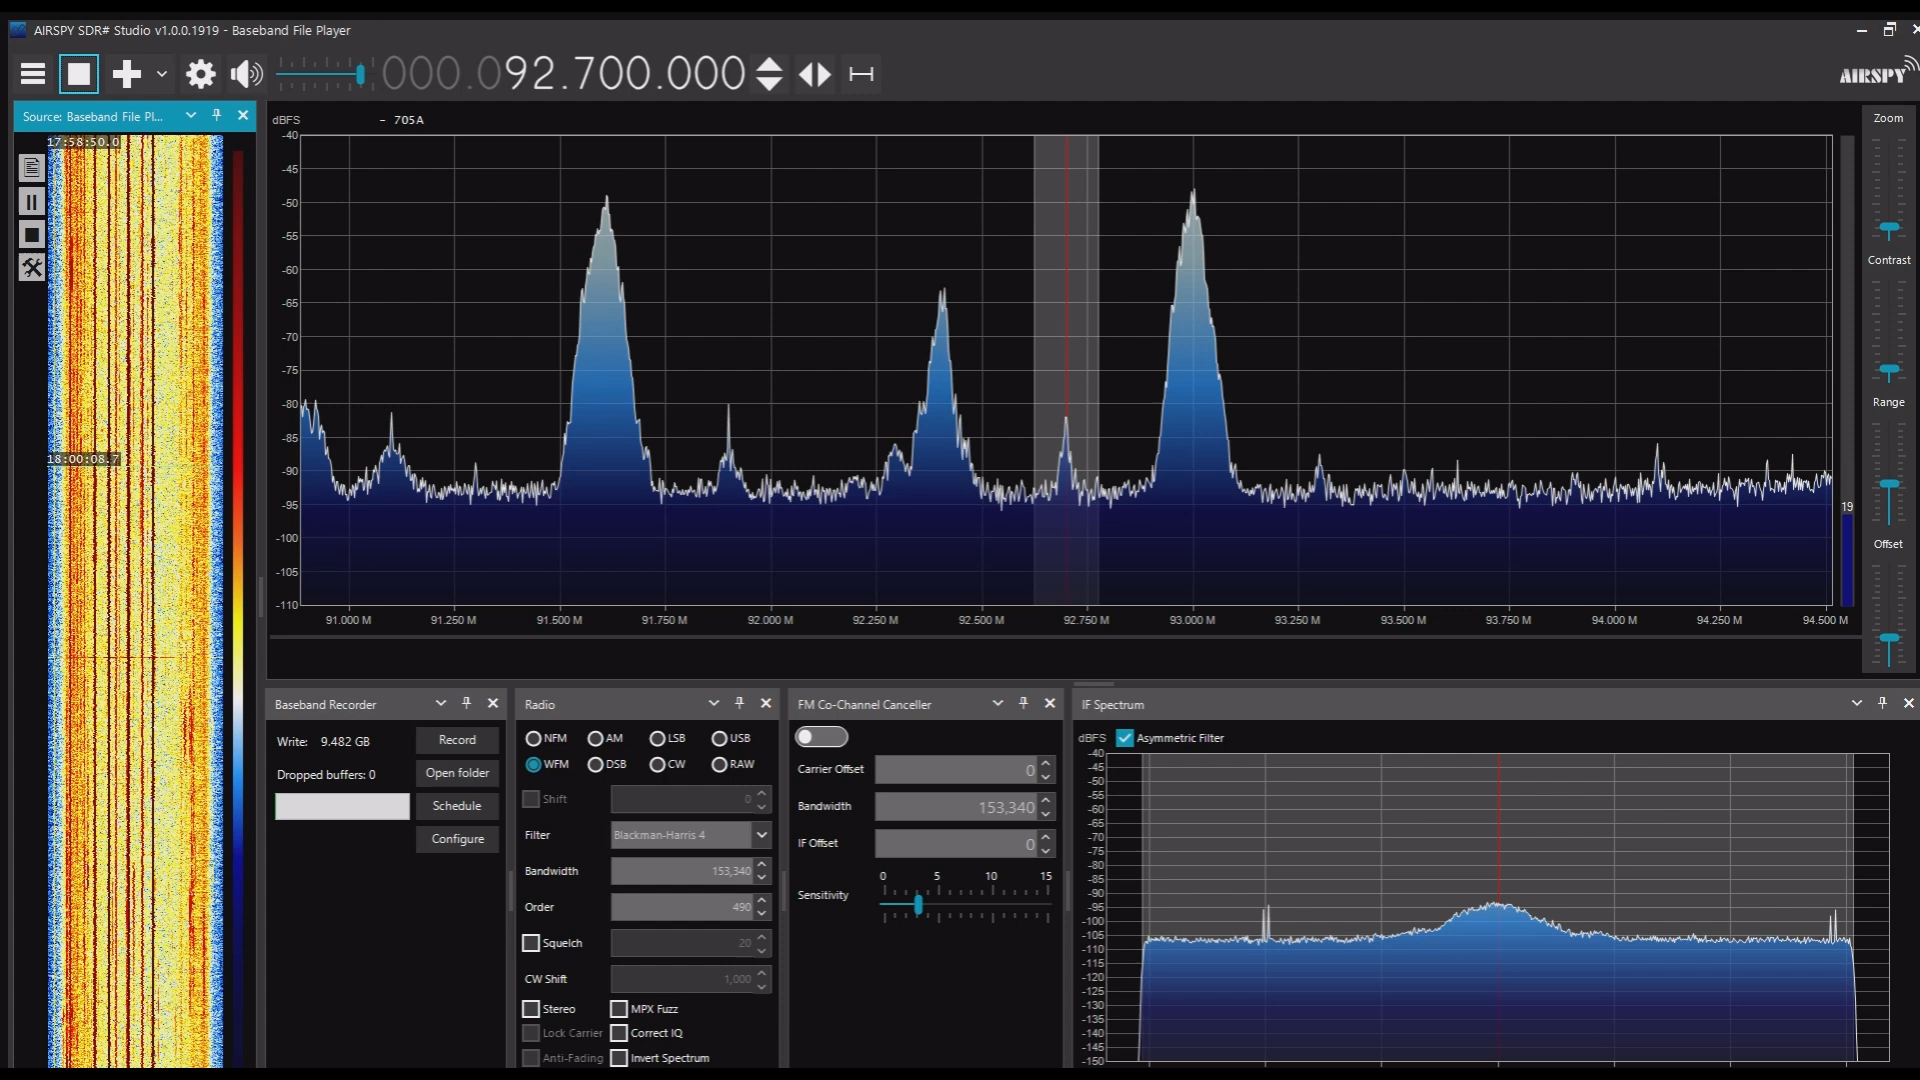 AIRSPY SDR# Studio v1.0.0.1919 - Baseband File Player
000.092.700.000
AIRSPY
Source: Baseband File Pl...
17:58:50.0
18:00:08.7
dBFS
- 705A
-40
-45
-50
-55
-60
-65
-70
-75
-80
-85
-90
-95
-100
-105
-110
91.000 M 91.250 M 91.500 M 91.750 M 92.000 M 92.250 M 92.500 M 92.750 M 93.000 M 93.250 M 93.500 M 93.750 M 94.000 M 94.250 M 94.500 M
19
Zoom
Contrast
Range
Offset
Baseband Recorder
Write: 9.482 GB
Record
Dropped buffers: 0
Open folder
Schedule
Configure
Radio
NFM AM LSB USB
WFM DSB CW RAW
Shift 0
Filter Blackman-Harris 4
Bandwidth 153,340
Order 490
Squelch 20
CW Shift 1,000
Stereo MPX Fuzz
Lock Carrier Correct IQ
Anti-Fading Invert Spectrum
FM Co-Channel Canceller
Carrier Offset 0
Bandwidth 153,340
IF Offset 0
0 5 10 15
Sensitivity
IF Spectrum
dBFS Asymmetric Filter
-40
-45
-50
-55
-60
-65
-70
-75
-80
-85
-90
-95
-100
-105
-110
-115
-120
-125
-130
-135
-140
-145
-150